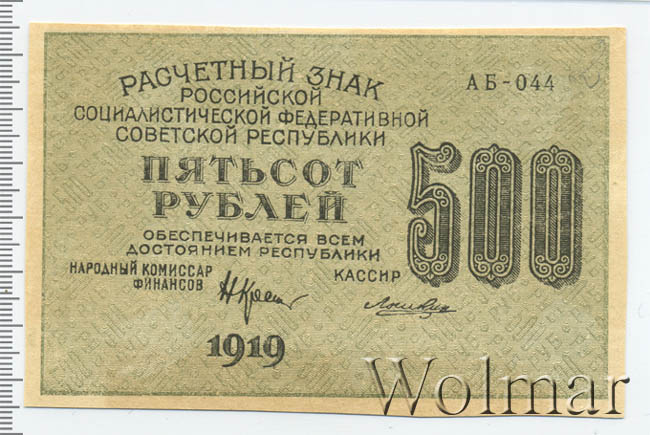 РАСЧЕТНЫЙ ЗНАК
АБ-044
РОССИЙСКОЙ
СОЦИАЛИСТИЧЕСКОЙ ФЕДЕРАТИВНОЙ
СОВЕТСКОЙ РЕСПУБЛИКИ
ПЯТЬСОТ
РУБЛЕЙ
500
ОБЕСПЕЧИВАЕТСЯ ВСЕМ
ДОСТОЯНИЕМ РЕСПУБЛИКИ
НАРОДНЫЙ КОМИССАР
ФИНАНСОВ
КАССИР
1919
Wolmar